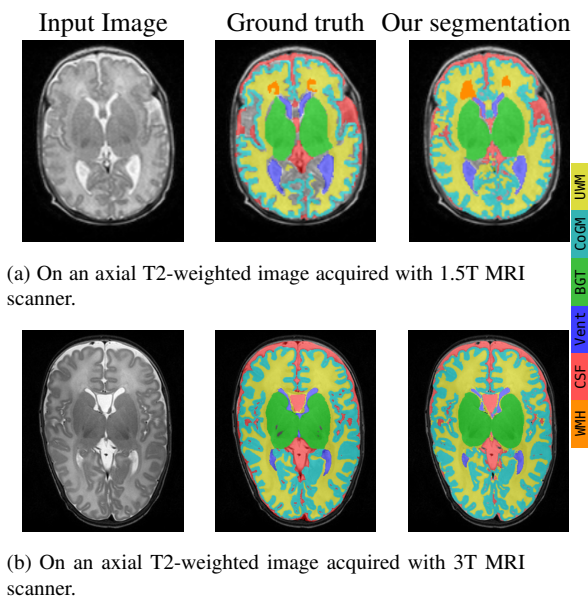 Input Image
Ground truth
Our segmentation
(a) On an axial T2-weighted image acquired with 1.5T MRI
scanner.
UWM
CoGM
BGT
Vent
CSF
WMH
(b) On an axial T2-weighted image acquired with 3T MRI
scanner.